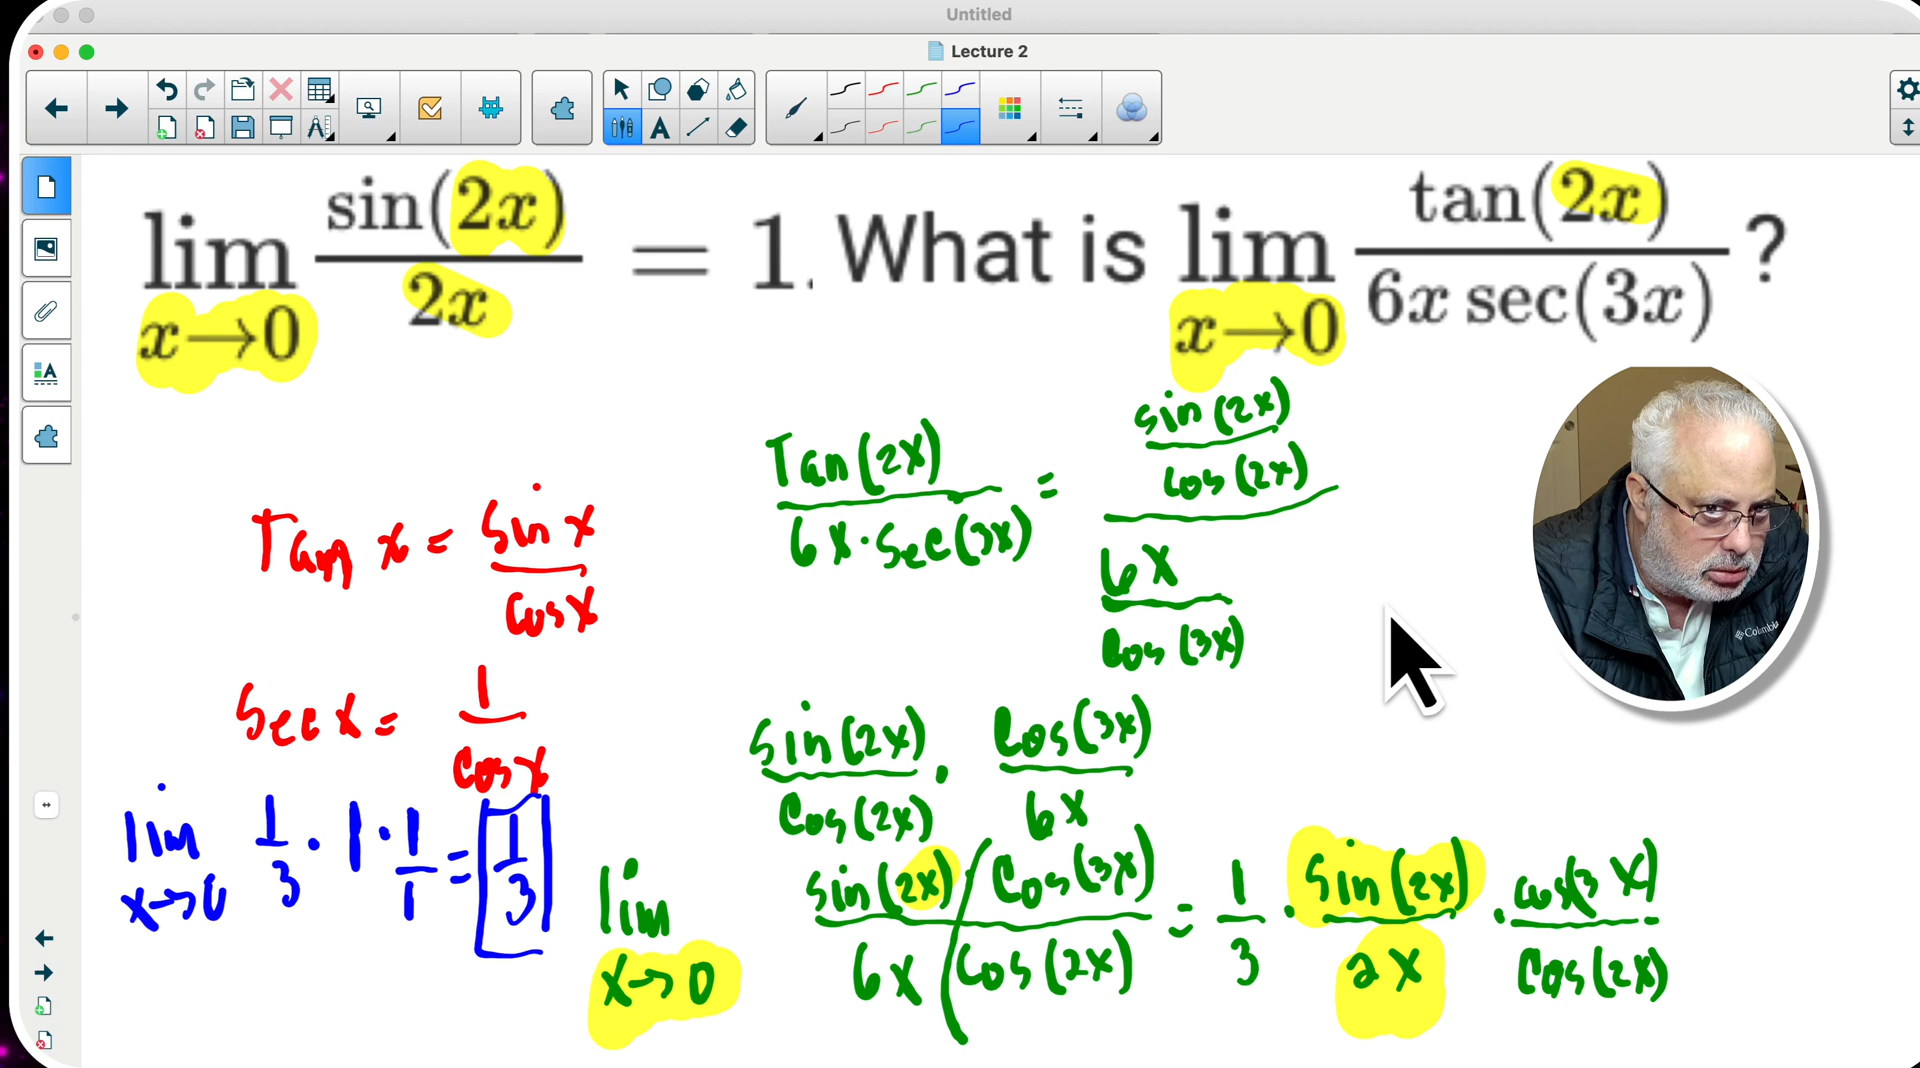 Untitled
Lecture 2
lim x→0 sin(2x)/2x = 1. What is lim x→0 tan(2x)/6x sec(3x)?
Tan x = sin x/cos x
Sec x = 1/cos x
Tan(2x)/6x·Sec(3x) = sin(2x)/cos(2x)/6x/cos(3x)
sin(2x)/cos(2x) · cos(3x)/6x
lim x→0 sin(2x)·cos(3x)/6x cos(2x) = 1/3 · sin(2x)/2x · cos(3x)/cos(2x)
lim x→0 1/3 · 1 · 1/1 = 1/3
Columbia